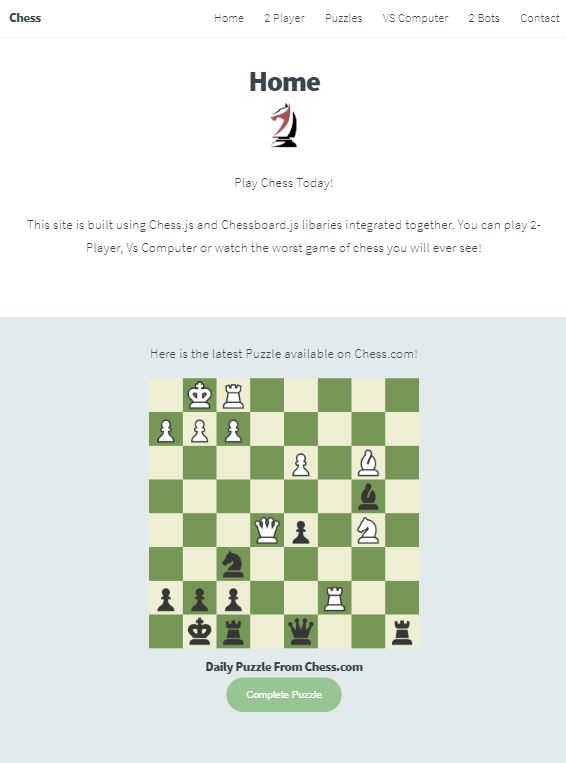 Chess
Home 2 Player Puzzles VS Computer 2 Bots Contact
Home
Play Chess Today!
This site is built using Chess.js and Chessboard.js libaries integrated together. You can play 2-
Player, Vs Computer or watch the worst game of chess you will ever see!
Here is the latest Puzzle available on Chess.com!
Daily Puzzle From Chess.com
Complete Puzzle